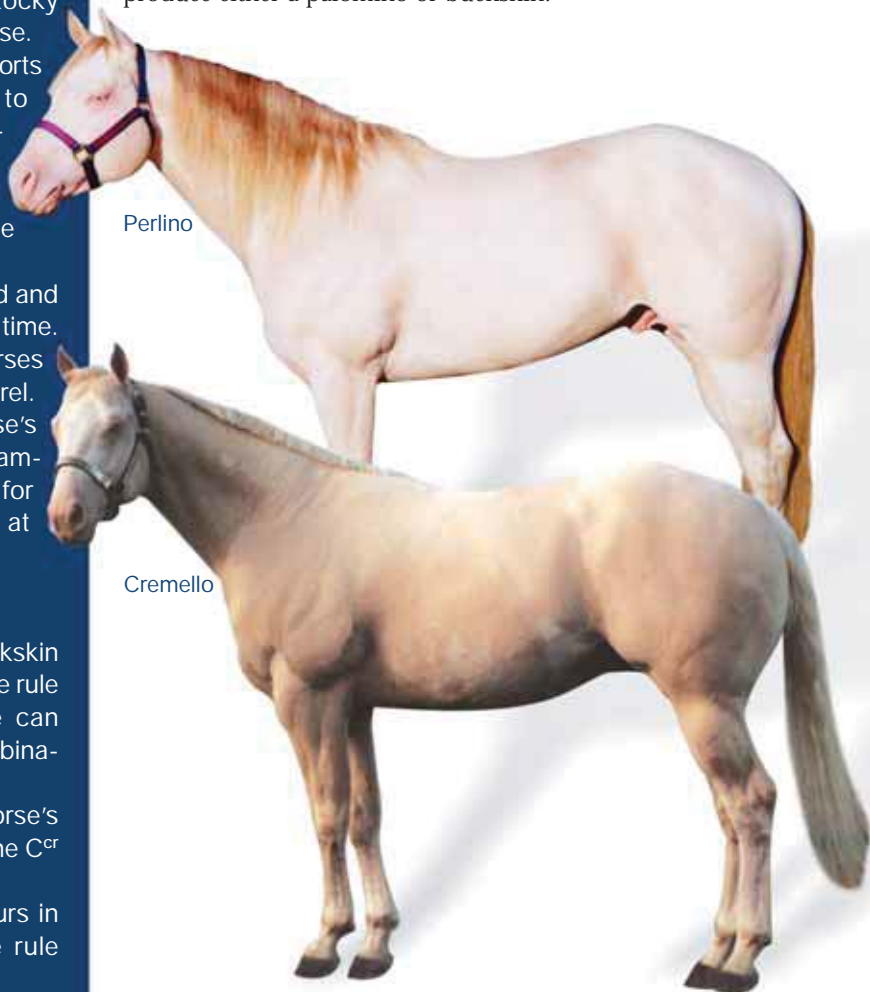 ocky
se.
orts
to
-
e
d and
time.
rses
rel.
se's
am-
for
at
kskin
e rule
e can
bina-
orse's
ne Cᶜʳ
urs in
e rule
produce either a palomino or buckskin.
Perlino
Cremello